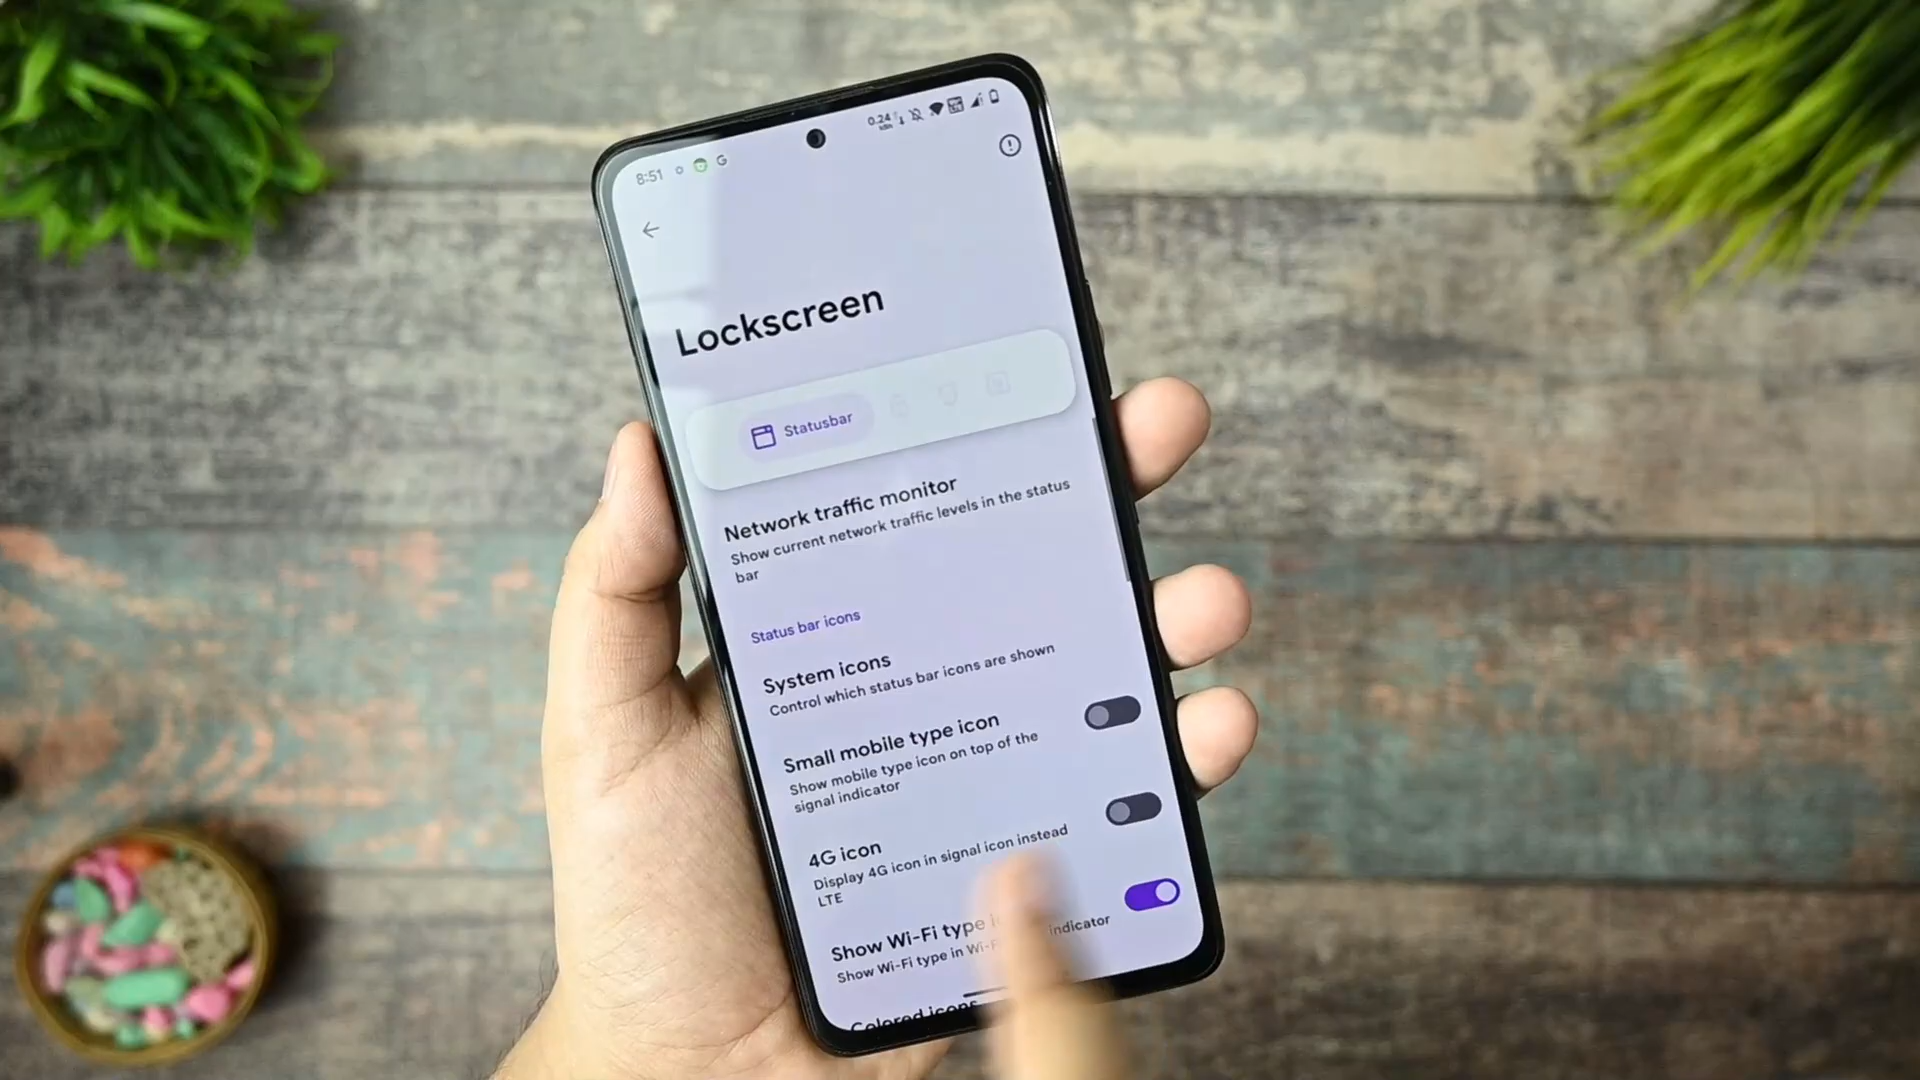 8:51
G
0.24
Lockscreen
Statusbar
Network traffic monitor
Show current network traffic levels in the status
bar
Status bar icons
System icons
Control which status bar icons are shown
Small mobile type icon
Show mobile type icon on top of the
signal indicator
4G icon
Display 4G icon in signal icon instead
LTE
Show Wi-Fi type
Show Wi-Fi type in indicator
Colored icons